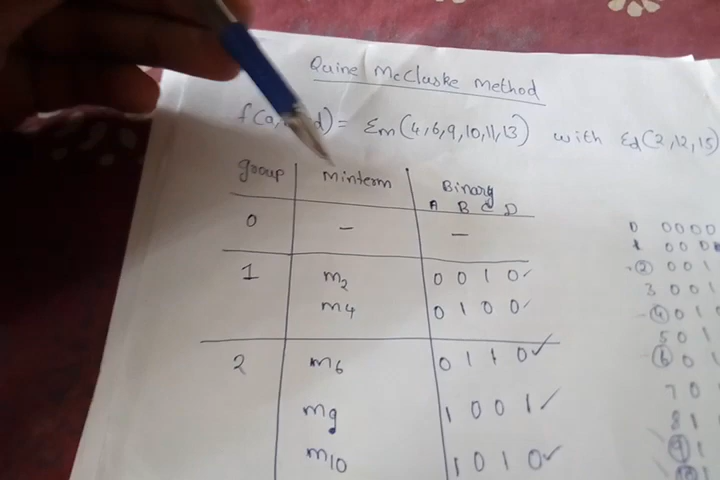 Quine McCluske Method
f(a, d) = Σm(4,6,9,10,11,13) with Σd(2,12,15)
group Minterm Binary
A B C D
0 – –
1 m2 0 0 1 0 ✓
m4 0 1 0 0 ✓
2 m6 0 1 1 0 ✓
m9 1 0 0 1 ✓
m10 1 0 1 0 ✓
0 0000
1 000
2 001
3 001
4 010
5 01
6 01
7 0
8 1
9 1